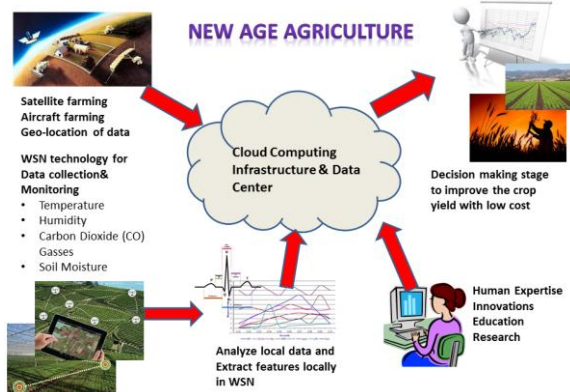 NEW AGE AGRICULTURE
Satellite farming
Aircraft farming
Geo-location of data
WSN technology for
Data collection&
Monitoring
• Temperature
• Humidity
• Carbon Dioxide (CO)
Gasses
• Soil Moisture
Cloud Computing
Infrastructure & Data
Center
Decision making stage
to improve the crop
yield with low cost
Analyze local data and
Extract features locally
in WSN
Human Expertise
Innovations
Education
Research